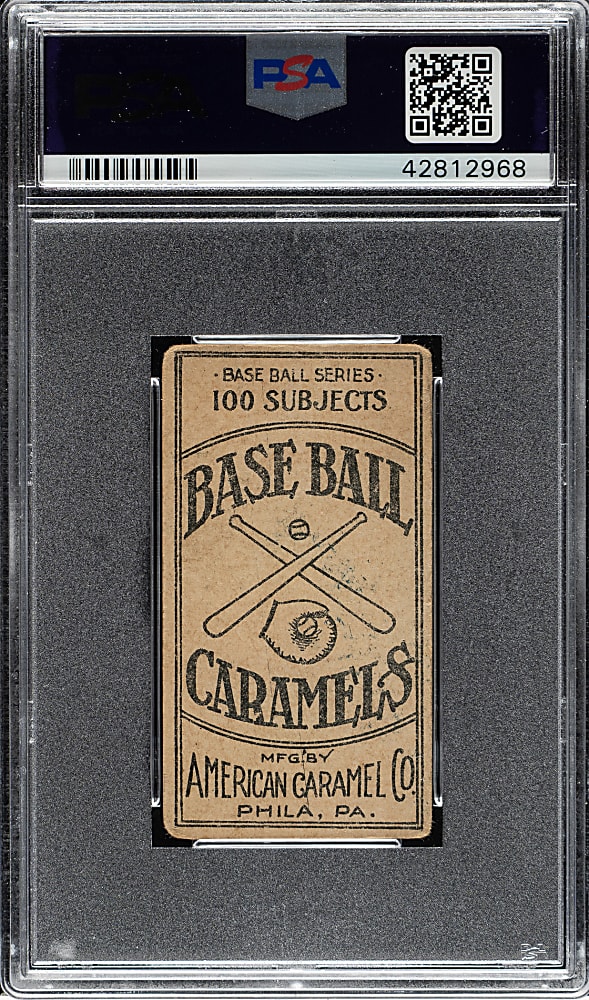 PSA
42812968
· BASE BALL SERIES ·
100 SUBJECTS
BASE BALL
CARAMELS
MFG. BY
AMERICAN CARAMEL CO.
PHILA, PA.